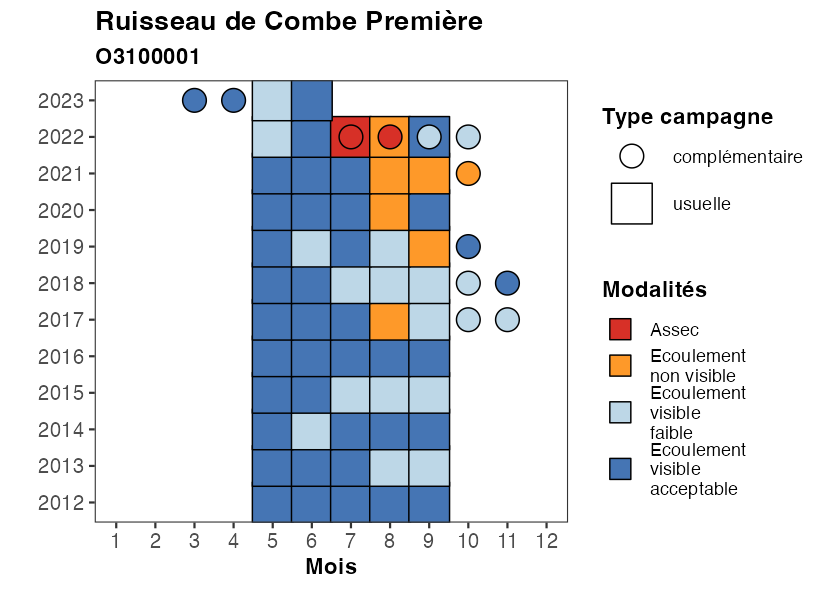 Ruisseau de Combe Première
O3100001
2023
2022
2021
2020
2019
2018
2017
2016
2015
2014
2013
2012
1 2 3 4 5 6 7 8 9 10 11 12
Mois
Type campagne
complémentaire
usuelle
Modalités
Assec
Ecoulement
non visible
Ecoulement
visible
faible
Ecoulement
visible
acceptable